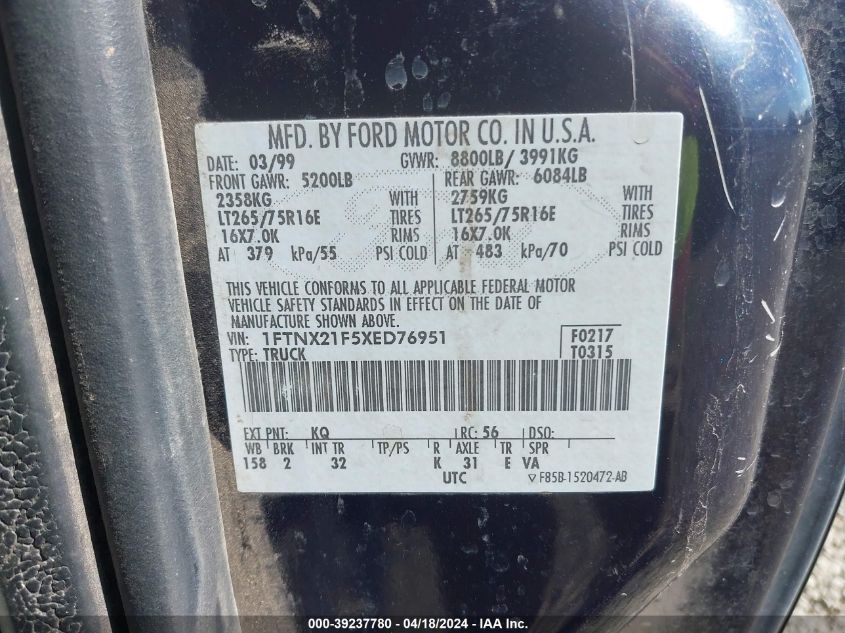 MFD. BY FORD MOTOR CO. IN U.S.A.
DATE: 03/99 GVWR: 8800LB/ 3991KG
FRONT GAWR: 5200LB REAR GAWR: 6084LB
2358KG WITH 2759KG WITH
LT265/75R16E TIRES LT265/75R16E TIRES
16X7.0K RIMS 16X7.0K RIMS
AT 379 kPa/55 PSI COLD AT 483 kPa/70 PSI COLD
THIS VEHICLE CONFORMS TO ALL APPLICABLE FEDERAL MOTOR
VEHICLE SAFETY STANDARDS IN EFFECT ON THE DATE OF
MANUFACTURE SHOWN ABOVE.
VIN: 1FTNX21F5XED76951 F0217
TYPE: TRUCK T0315
EXT PNT: KQ RC: 56 DSO:
WB BRK INT TR TP/PS R AXLE TR SPR
158 2 32 K 31 E VA
UTC ▽ F85B-1520472-AB
000-39237780 - 04/18/2024 - IAA Inc.